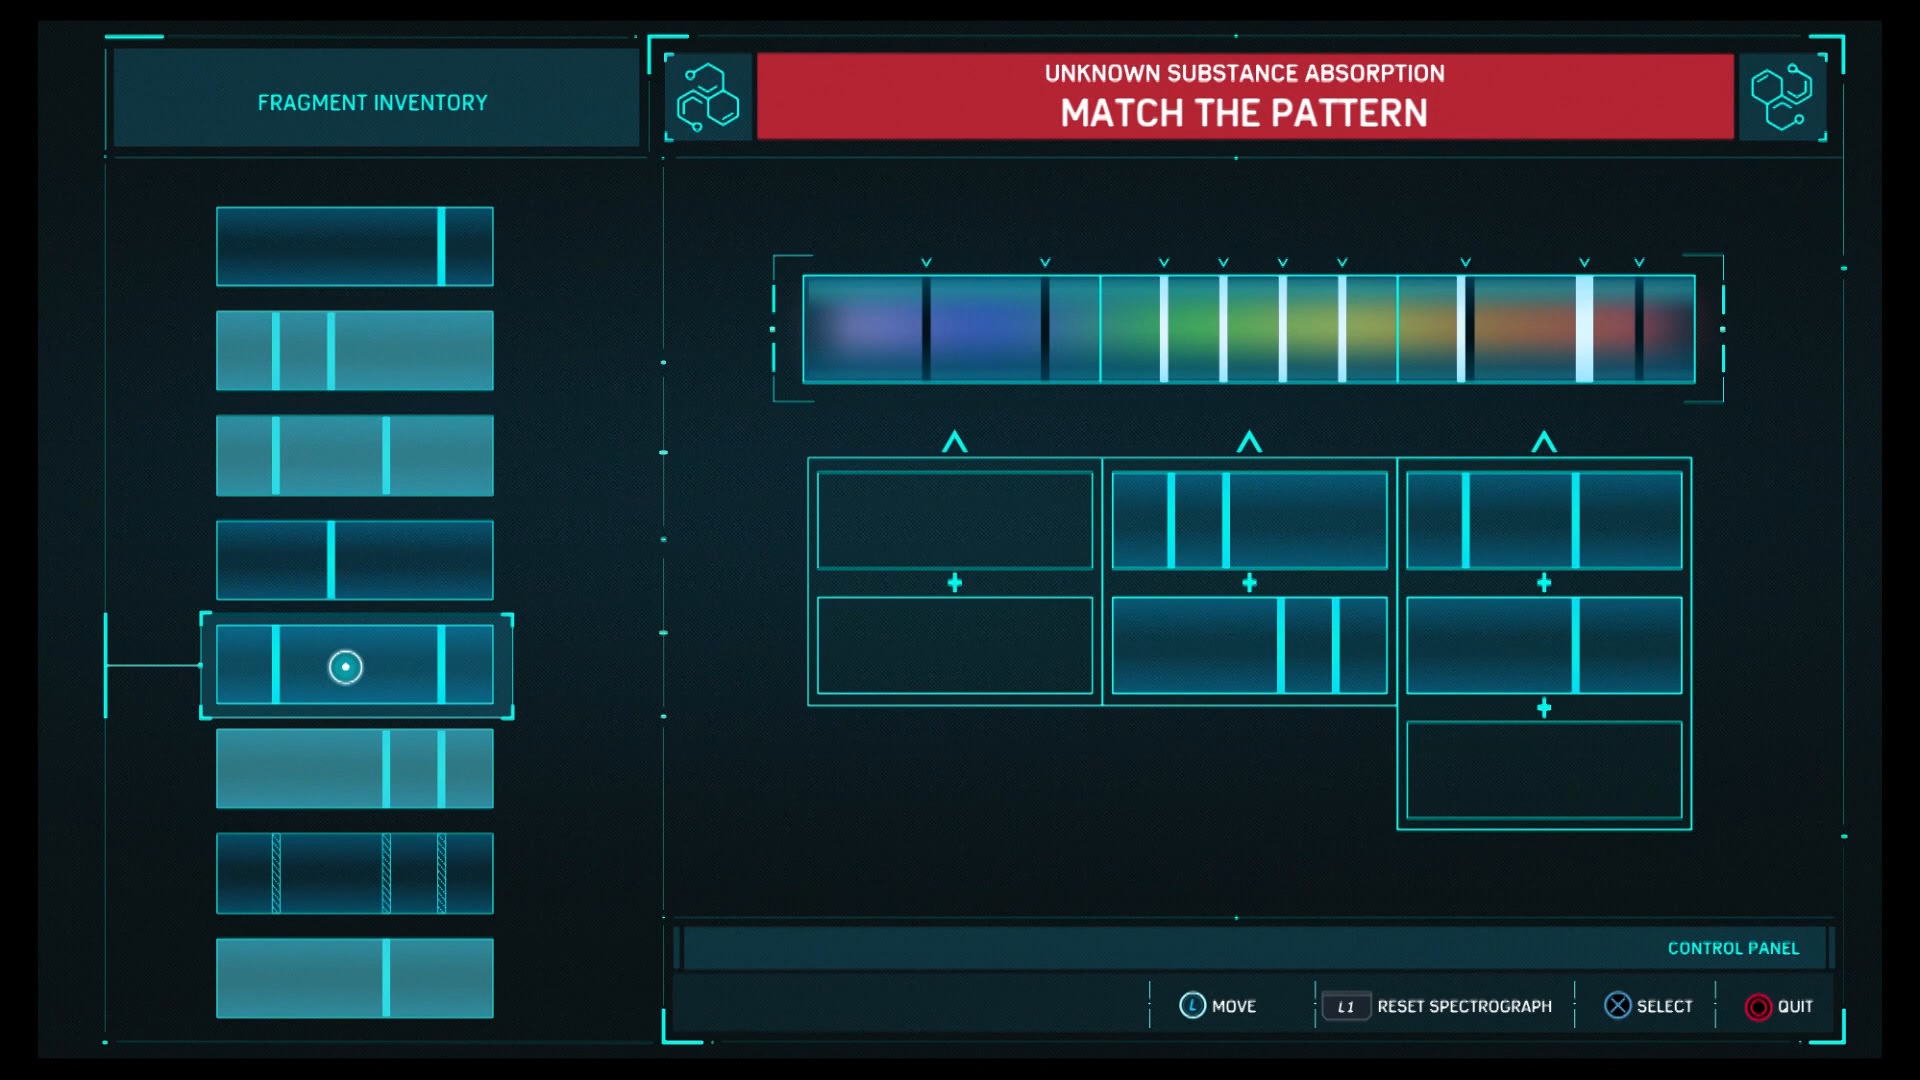 FRAGMENT INVENTORY
UNKNOWN SUBSTANCE ABSORPTION
MATCH THE PATTERN
CONTROL PANEL
L MOVE
L1 RESET SPECTROGRAPH
SELECT
QUIT